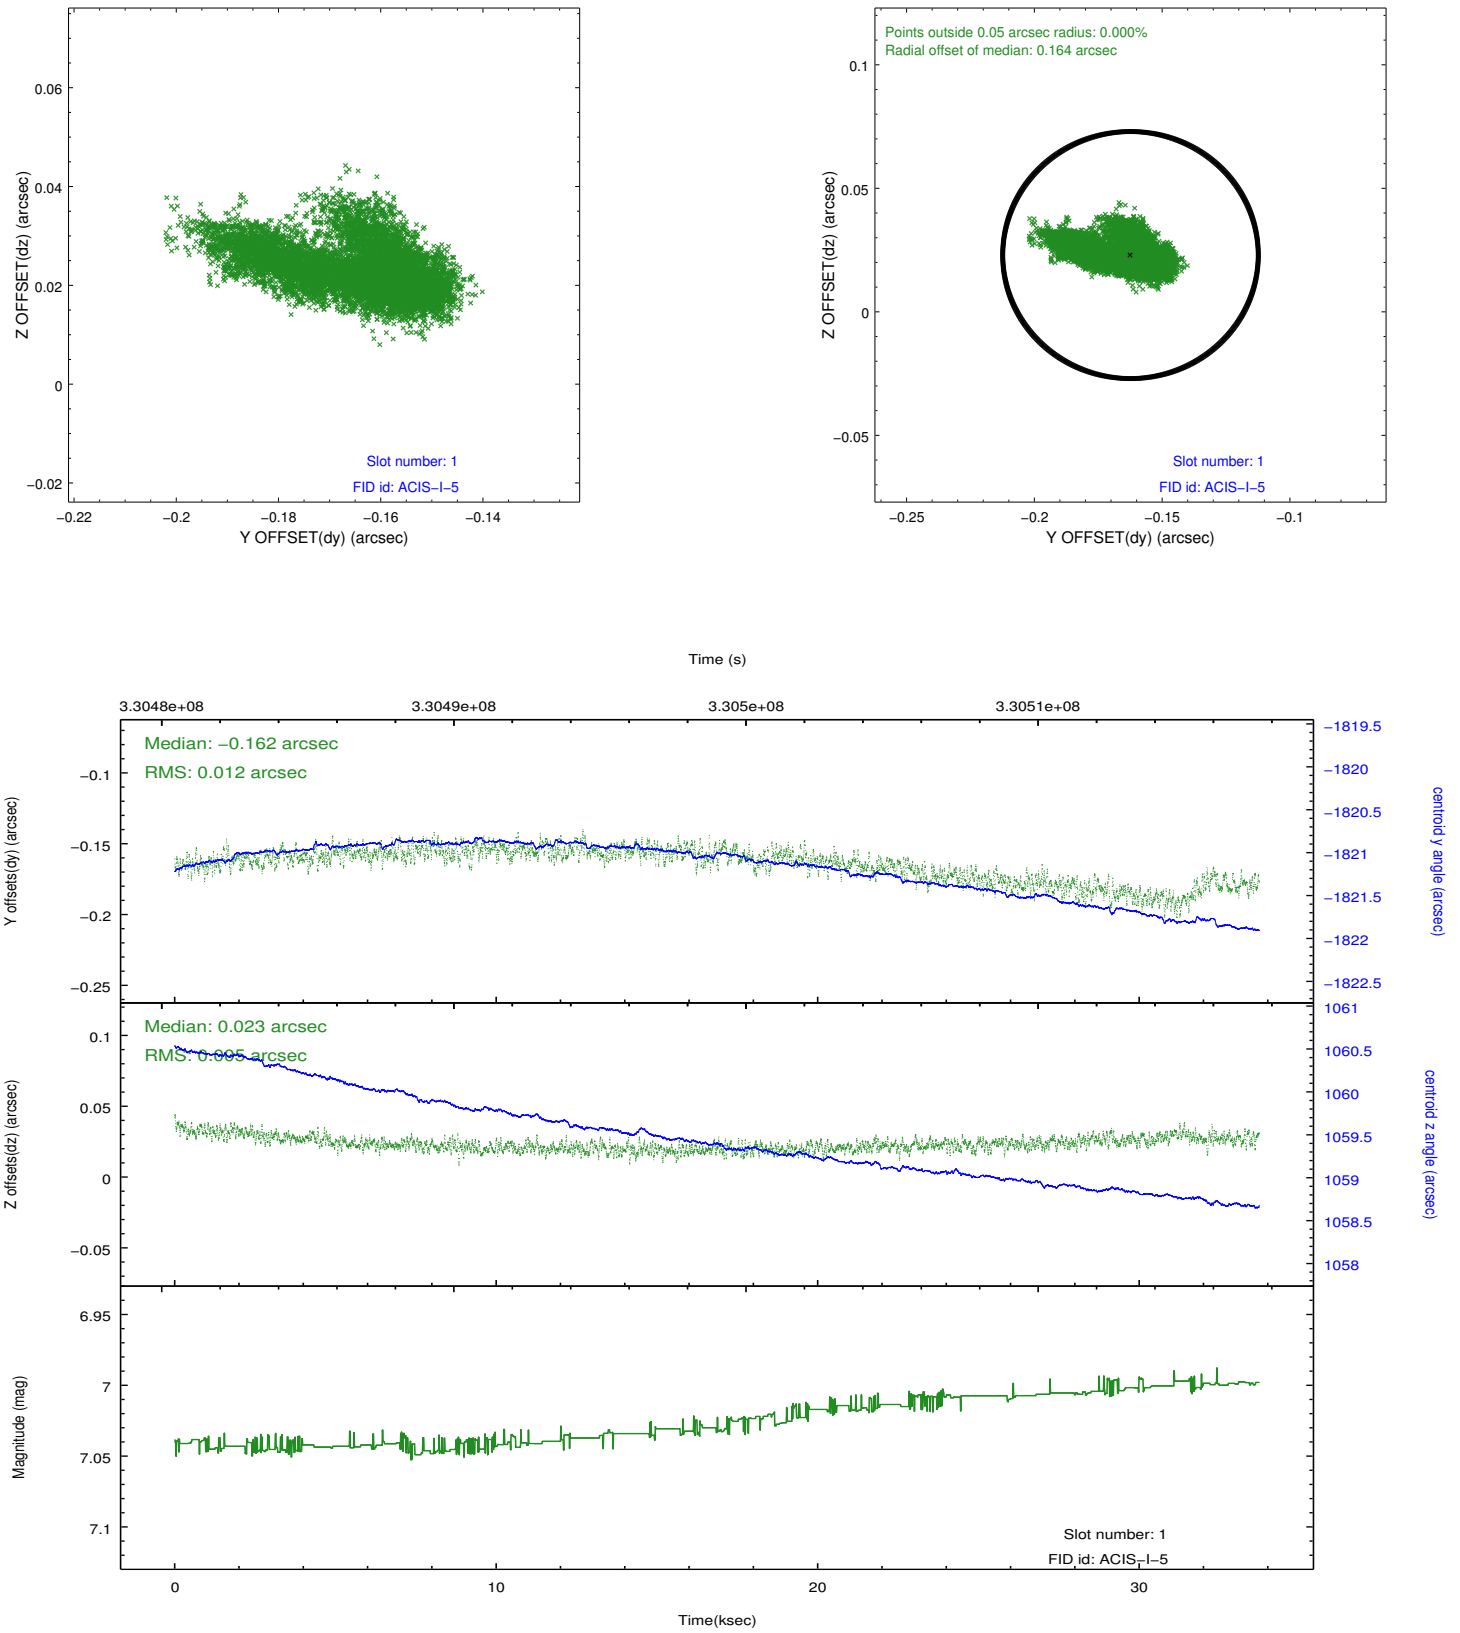 0.06
0.04
0.02
0
−0.02
Z OFFSET(dz) (arcsec)
Slot number: 1
FID id: ACIS−I−5
−0.22 −0.2 −0.18 −0.16 −0.14
Y OFFSET(dy) (arcsec)
Points outside 0.05 arcsec radius: 0.000%
Radial offset of median: 0.164 arcsec
0.1
0.05
0
−0.05
Z OFFSET(dz) (arcsec)
Slot number: 1
FID id: ACIS−I−5
−0.25 −0.2 −0.15 −0.1
Y OFFSET(dy) (arcsec)
Time (s)
3.3048e+08 3.3049e+08 3.305e+08 3.3051e+08
Median: −0.162 arcsec
RMS: 0.012 arcsec
−0.1
−0.15
−0.2
−0.25
Y offsets(dy) (arcsec)
−1819.5
−1820
−1820.5
−1821
−1821.5
−1822
−1822.5
centroid y angle (arcsec)
Median: 0.023 arcsec
RMS: 0.005 arcsec
0.1
0.05
0
−0.05
Z offsets(dz) (arcsec)
1061
1060.5
1060
1059.5
1059
1058.5
1058
centroid z angle (arcsec)
6.95
7
7.05
7.1
Magnitude (mag)
Slot number: 1
FID id: ACIS−I−5
0 10 20 30
Time(ksec)